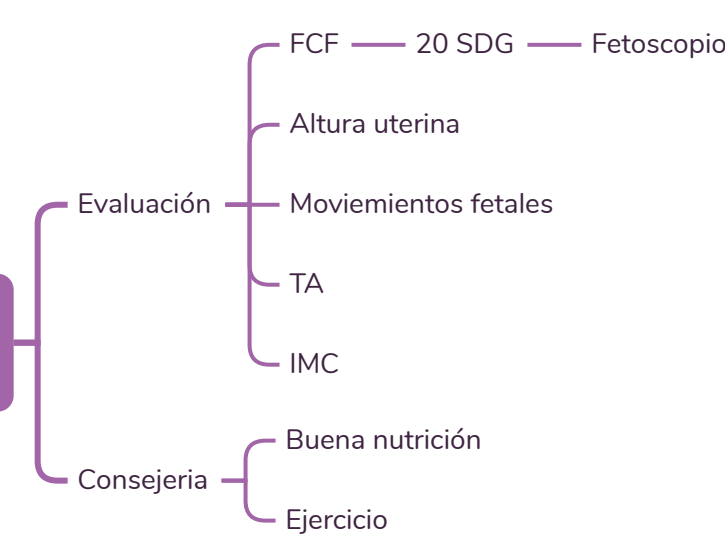 FCF
20 SDG
Fetoscopio
Altura uterina
Evaluación
Moviemientos fetales
TA
IMC
Buena nutrición
Consejeria
Ejercicio